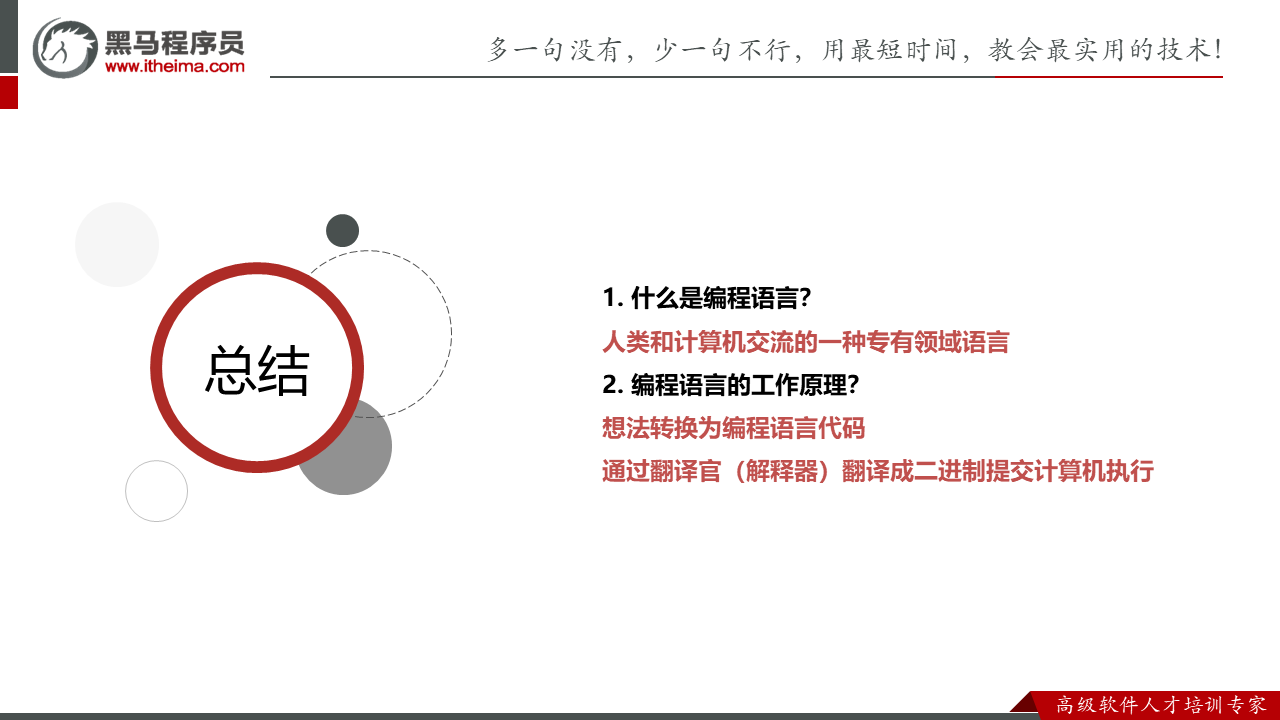 黑马程序员
www.itheima.com
多一句没有，少一句不行，用最短时间，教会最实用的技术！
总结
1. 什么是编程语言？
人类和计算机交流的一种专有领域语言
2. 编程语言的工作原理？
想法转换为编程语言代码
通过翻译官（解释器）翻译成二进制提交计算机执行
高级软件人才培训专家